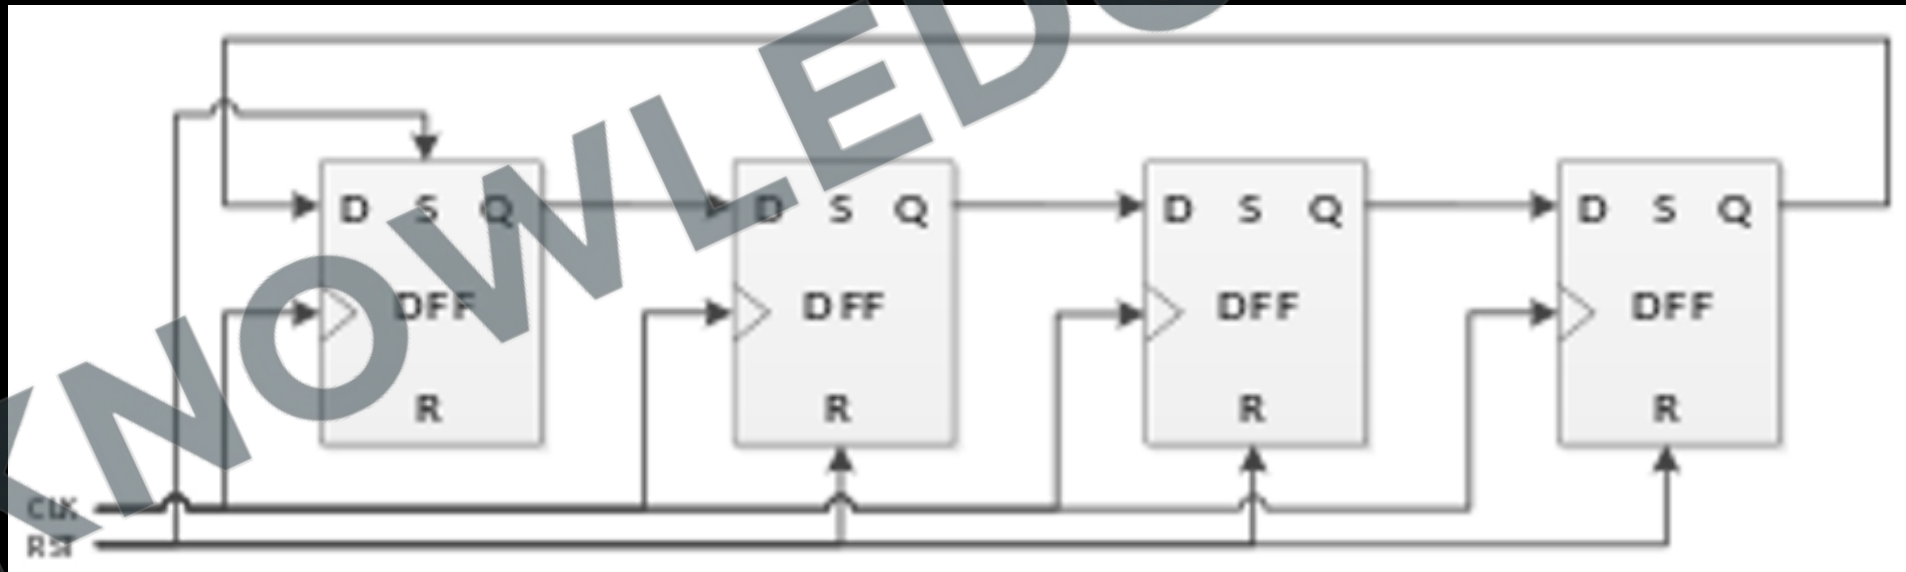 KNOWLEDG
D S Q D S Q D S Q D S Q
DFF DFF DFF DFF
R R R R
CLK
RST